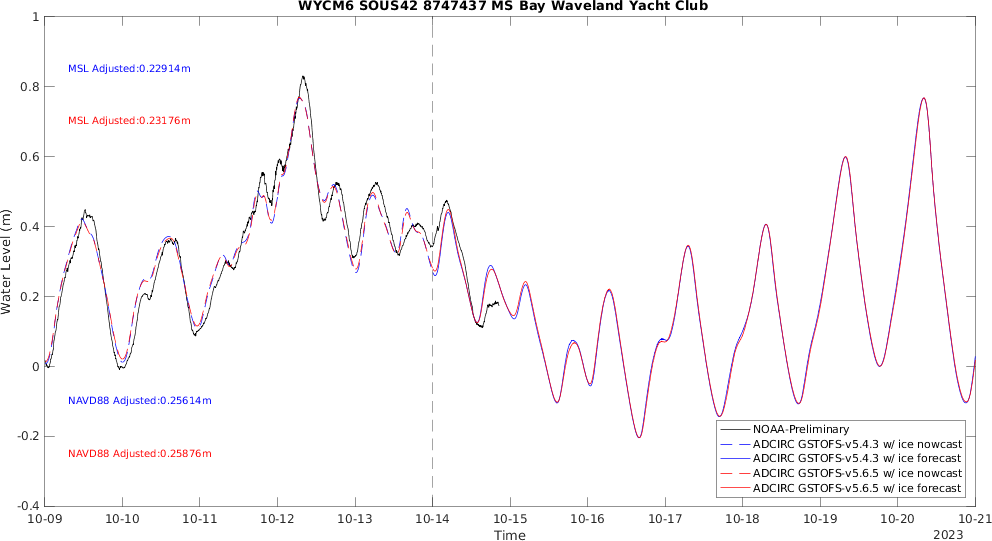 WYCM6 SOUS42 8747437 MS Bay Waveland Yacht Club
1
0.8
0.6
0.4
0.2
0
-0.2
-0.4
Water Level (m)
MSL Adjusted:0.22914m
MSL Adjusted:0.23176m
NAVD88 Adjusted:0.25614m
NAVD88 Adjusted:0.25876m
NOAA-Preliminary
ADCIRC GSTOFS-v5.4.3 w/ ice nowcast
ADCIRC GSTOFS-v5.4.3 w/ ice forecast
ADCIRC GSTOFS-v5.6.5 w/ ice nowcast
ADCIRC GSTOFS-v5.6.5 w/ ice forecast
10-09 10-10 10-11 10-12 10-13 10-14 10-15 10-16 10-17 10-18 10-19 10-20 10-21
Time
2023